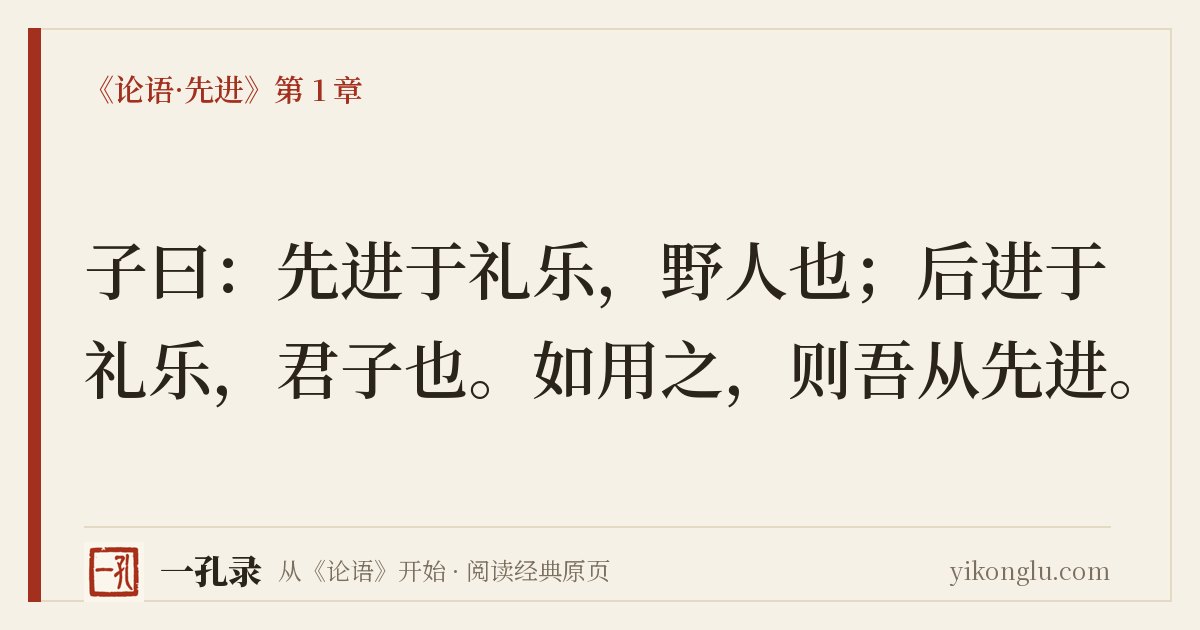 《论语·先进》第 1 章
子曰：先进于礼乐，野人也；后进于
礼乐，君子也。如用之，则吾从先进。
一孔
一孔录 从《论语》开始 · 阅读经典原页 yikonglu.com